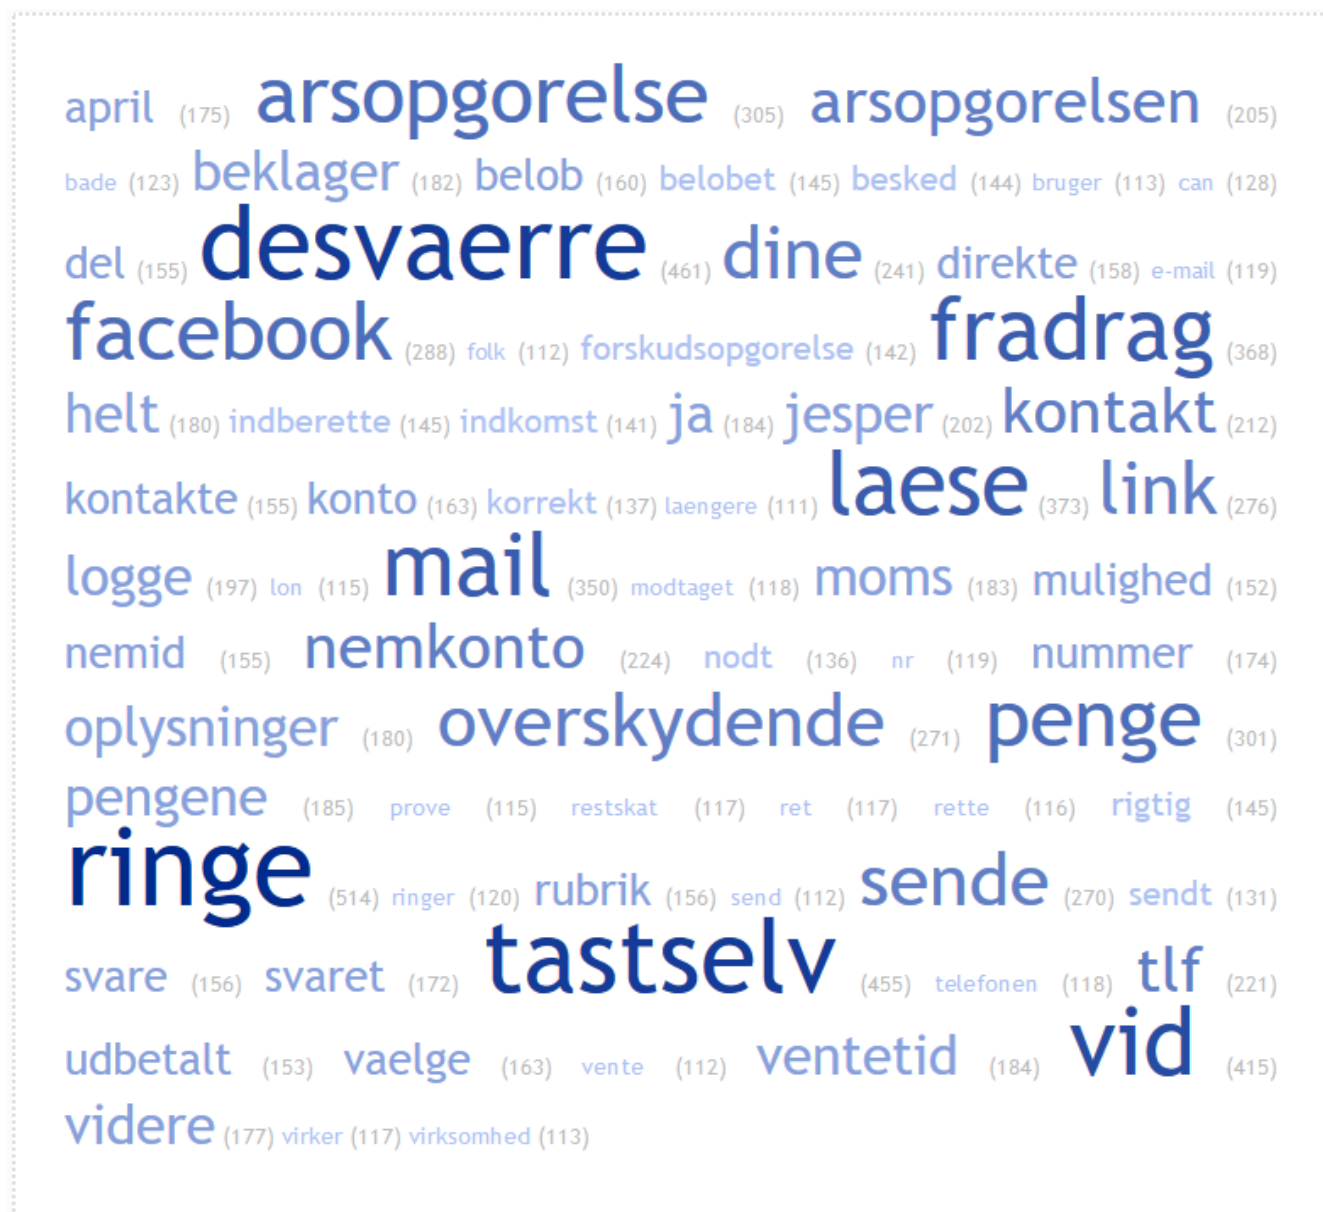 april (175) arsopgorelse (305) arsopgorelsen (205)
bade (123) beklager (182) belob (160) belobet (145) besked (144) bruger (113) can (128)
del (155) desvaerre (461) dine (241) direkte (158) e-mail (119)
facebook (288) folk (112) forskudsopgorelse (142) fradrag (368)
helt (180) indberette (145) indkomst (141) ja (184) jesper (202) kontakt (212)
kontakte (155) konto (163) korrekt (137) laengere (111) laese (373) link (276)
logge (197) lon (115) mail (350) modtaget (118) moms (183) mulighed (152)
nemid (155) nemkonto (224) nodt (136) nr (119) nummer (174)
oplysninger (180) overskydende (271) penge (301)
pengene (185) prove (115) restskat (117) ret (117) rette (116) rigtig (145)
ringe (514) ringer (120) rubrik (156) send (112) sende (270) sendt (131)
svare (156) svaret (172) tastselv (455) telefonen (118) tlf (221)
udbetalt (153) vaelge (163) vente (112) ventetid (184) vid (415)
videre (177) virker (117) virksomhed (113)